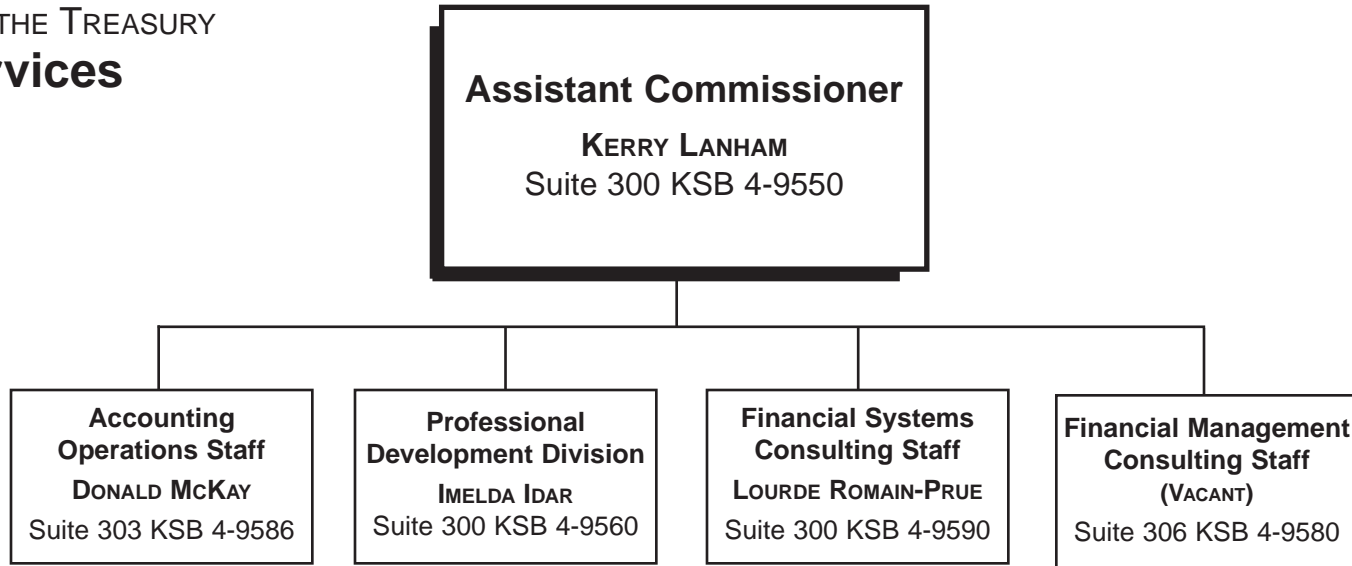 THE TREASURY
Assistant Commissioner
KERRY LANHAM
Suite 300 KSB 4-9550
Accounting
Operations Staff
DONALD MCKAY
Suite 303 KSB 4-9586
Professional
Development Division
IMELDA IDAR
Suite 300 KSB 4-9560
Financial Systems
Consulting Staff
LOURDE ROMAIN-PRUE
Suite 300 KSB 4-9590
Financial Management
Consulting Staff
(VACANT)
Suite 306 KSB 4-9580